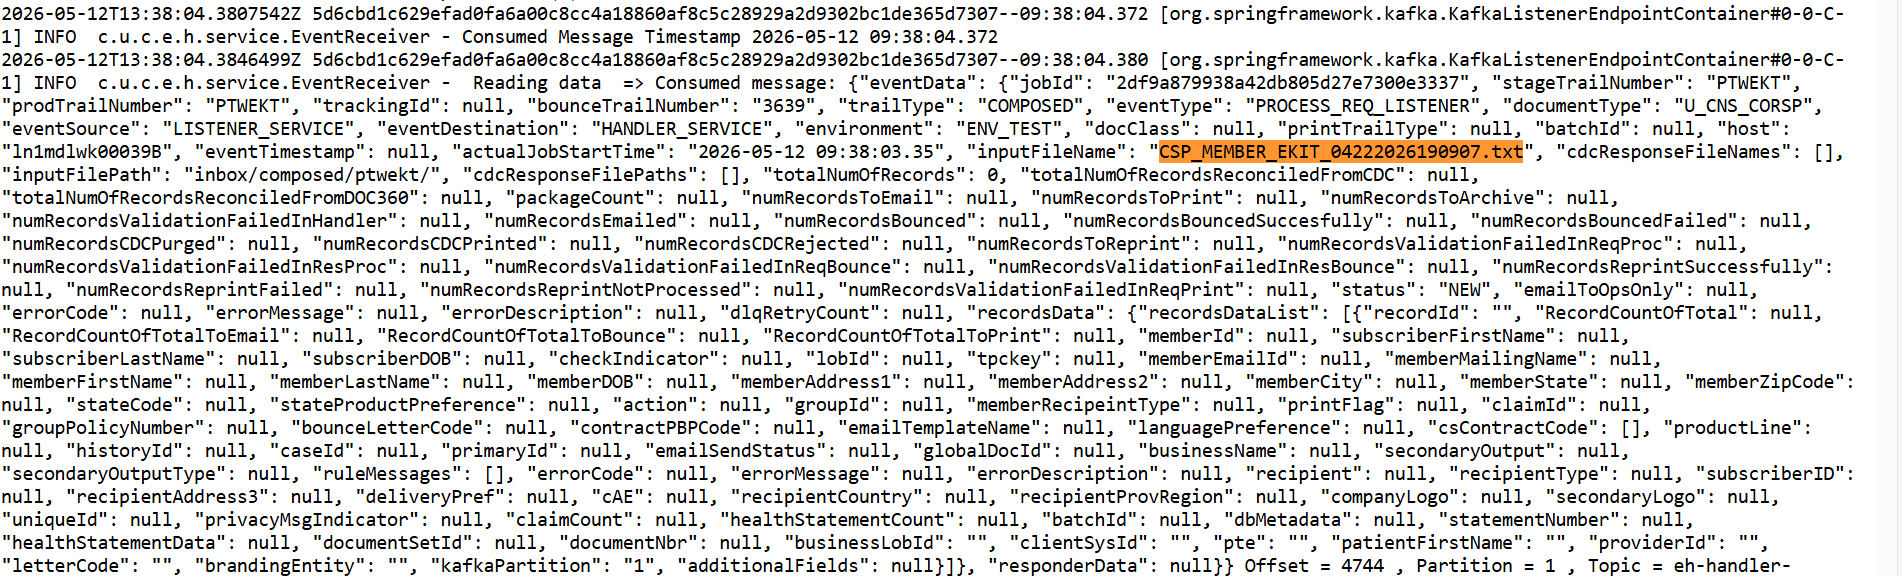 2026-05-12T13:38:04.3807542Z 5d6cbd1c629efad0fa6a00c8cc4a18860af8c5c28929a2d9302bc1de365d7307--09:38:04.372 [org.springframework.kafka.KafkaListenerEndpointContainer#0-0-C-
1] INFO  c.u.c.e.h.service.EventReceiver - Consumed Message Timestamp 2026-05-12 09:38:04.372
2026-05-12T13:38:04.3846499Z 5d6cbd1c629efad0fa6a00c8cc4a18860af8c5c28929a2d9302bc1de365d7307--09:38:04.380 [org.springframework.kafka.KafkaListenerEndpointContainer#0-0-C-
1] INFO  c.u.c.e.h.service.EventReceiver -  Reading data  => Consumed message: {"eventData": {"jobId": "2df9a879938a42db805d27e7300e3337", "stageTrailNumber": "PTWEKT",
"prodTrailNumber": "PTWEKT", "trackingId": null, "bounceTrailNumber": "3639", "trailType": "COMPOSED", "eventType": "PROCESS_REQ_LISTENER", "documentType": "U_CNS_CORSP",
"eventSource": "LISTENER_SERVICE", "eventDestination": "HANDLER_SERVICE", "environment": "ENV_TEST", "docClass": null, "printTrailType": null, "batchId": null, "host":
"ln1mdlwk00039B", "eventTimestamp": null, "actualJobStartTime": "2026-05-12 09:38:03.35", "inputFileName": "CSP_MEMBER_EKIT_04222026190907.txt", "cdcResponseFileNames": [],
"inputFilePath": "inbox/composed/ptwekt/", "cdcResponseFilePaths": [], "totalNumOfRecords": 0, "totalNumOfRecordsReconciledFromCDC": null,
"totalNumOfRecordsReconciledFromDOC360": null, "packageCount": null, "numRecordsToEmail": null, "numRecordsToPrint": null, "numRecordsToArchive": null,
"numRecordsValidationFailedInHandler": null, "numRecordsEmailed": null, "numRecordsBounced": null, "numRecordsBouncedSuccesfully": null, "numRecordsBouncedFailed": null,
"numRecordsCDCPurged": null, "numRecordsCDCPrinted": null, "numRecordsCDCRejected": null, "numRecordsToReprint": null, "numRecordsValidationFailedInReqProc": null,
"numRecordsValidationFailedInResProc": null, "numRecordsValidationFailedInReqBounce": null, "numRecordsValidationFailedInResBounce": null, "numRecordsReprintSuccessfully":
null, "numRecordsReprintFailed": null, "numRecordsReprintNotProcessed": null, "numRecordsValidationFailedInReqPrint": null, "status": "NEW", "emailToOpsOnly": null,
"errorCode": null, "errorMessage": null, "errorDescription": null, "dlqRetryCount": null, "recordsData": {"recordsDataList": [{"recordId": "", "RecordCountOfTotal": null,
"RecordCountOfTotalToEmail": null, "RecordCountOfTotalToBounce": null, "RecordCountOfTotalToPrint": null, "memberId": null, "subscriberFirstName": null,
"subscriberLastName": null, "subscriberDOB": null, "checkIndicator": null, "lobId": null, "tpckey": null, "memberEmailId": null, "memberMailingName": null,
"memberFirstName": null, "memberLastName": null, "memberDOB": null, "memberAddress1": null, "memberAddress2": null, "memberCity": null, "memberState": null, "memberZipCode":
null, "stateCode": null, "stateProductPreference": null, "action": null, "groupId": null, "memberRecipeintType": null, "printFlag": null, "claimId": null,
"groupPolicyNumber": null, "bounceLetterCode": null, "contractPBPCode": null, "emailTemplateName": null, "languagePreference": null, "csContractCode": [], "productLine":
null, "historyId": null, "caseId": null, "primaryId": null, "emailSendStatus": null, "globalDocId": null, "businessName": null, "secondaryOutput": null,
"secondaryOutputType": null, "ruleMessages": [], "errorCode": null, "errorMessage": null, "errorDescription": null, "recipient": null, "recipientType": null, "subscriberID":
null, "recipientAddress3": null, "deliveryPref": null, "cAE": null, "recipientCountry": null, "recipientProvRegion": null, "companyLogo": null, "secondaryLogo": null,
"uniqueId": null, "privacyMsgIndicator": null, "claimCount": null, "healthStatementCount": null, "batchId": null, "dbMetadata": null, "statementNumber": null,
"healthStatementData": null, "documentSetId": null, "documentNbr": null, "businessLobId": "", "clientSysId": "", "pte": "", "patientFirstName": "", "providerId": "",
"letterCode": "", "brandingEntity": "", "kafkaPartition": "1", "additionalFields": null}]}, "responderData": null}} Offset = 4744 , Partition = 1 , Topic = eh-handler-